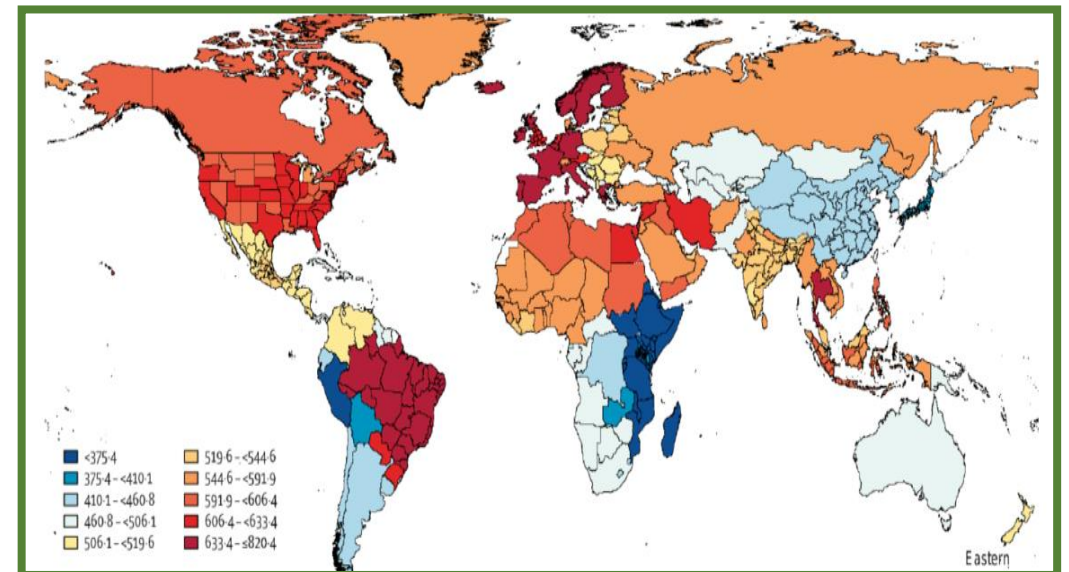 <375·4
375·4 – <410·1
410·1 – <460·8
460·8 – <506·1
506·1 – <519·6
519·6 – <544·6
544·6 – <591·9
591·9 – <606·4
606·4 – <633·4
633·4 – ≤820·4
Eastern